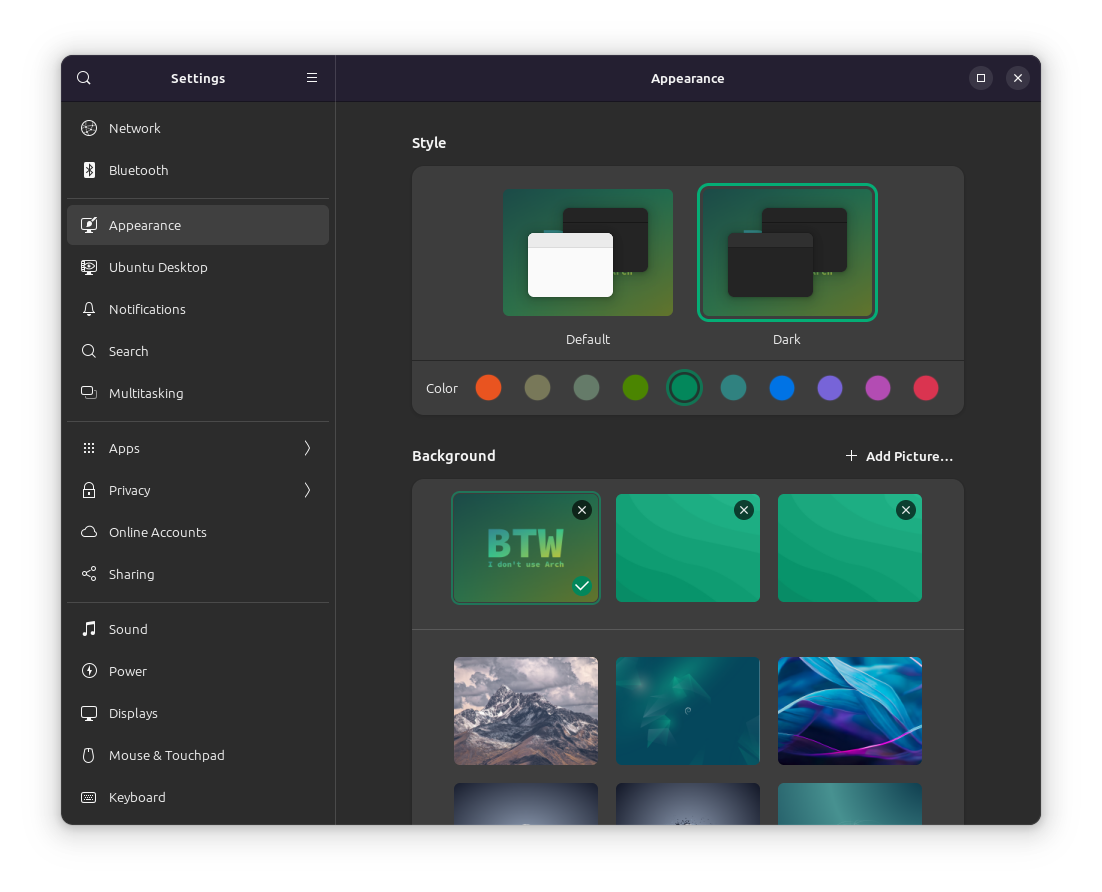 Settings
Appearance
Network
Bluetooth
Appearance
Ubuntu Desktop
Notifications
Search
Multitasking
Apps
Privacy
Online Accounts
Sharing
Sound
Power
Displays
Mouse & Touchpad
Keyboard
Style
Default
Dark
Color
Background
Add Picture…
BTW
I don't use Arch